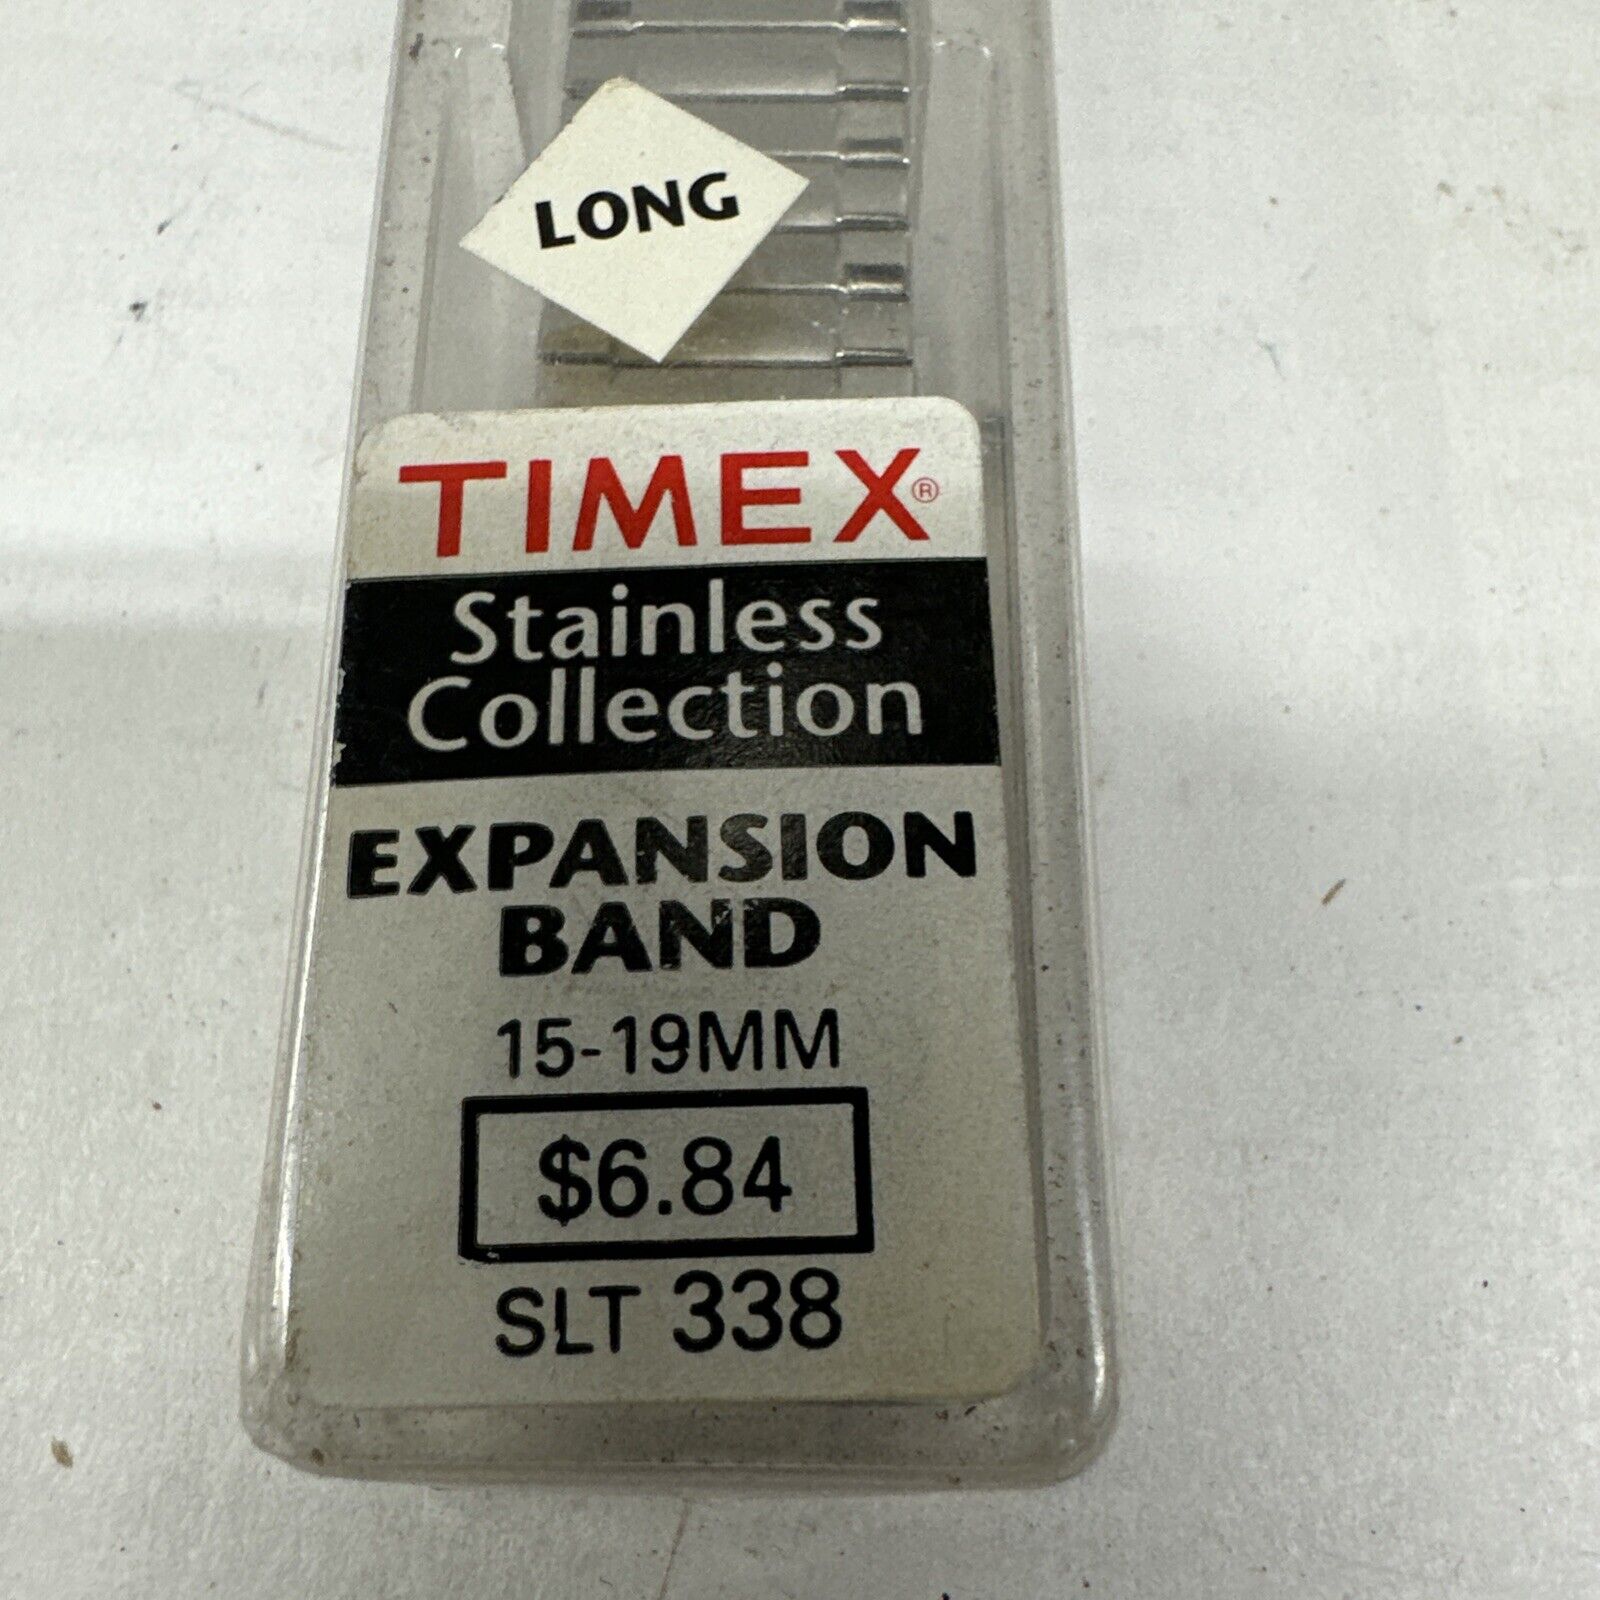 LONG
TIMEX®
Stainless
Collection
EXPANSION
BAND
15-19MM
$6.84
SLT 338